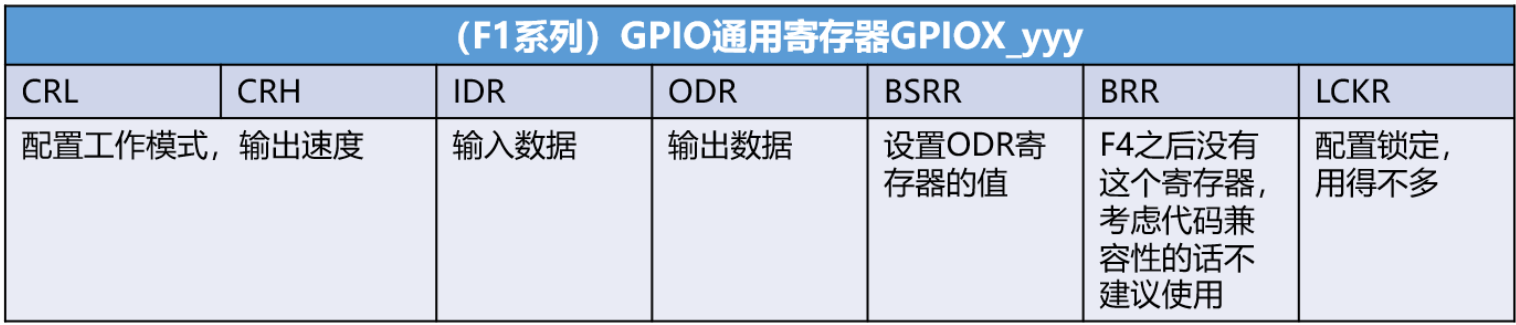 （F1系列）GPIO通用寄存器GPIOX_yyy
CRL
CRH
IDR
ODR
BSRR
BRR
LCKR
配置工作模式，输出速度
输入数据
输出数据
设置ODR寄
存器的值
F4之后没有
这个寄存器，
考虑代码兼
容性的话不
建议使用
配置锁定，
用得不多